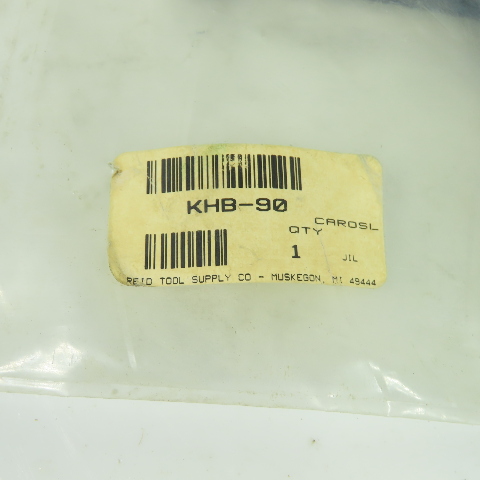 KHB-90
CAROSL
QTY
1 JIL
REID TOOL SUPPLY CO - MUSKEGON, MI 49444